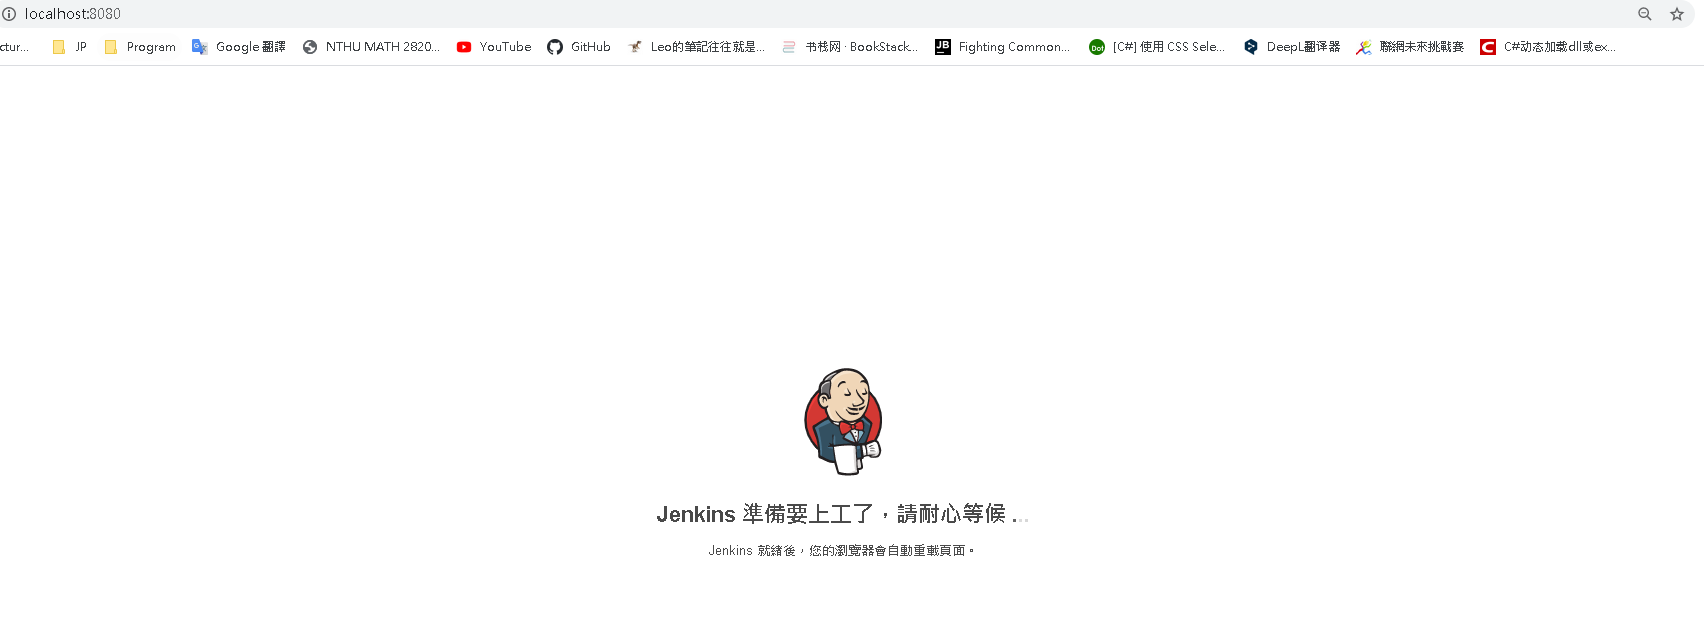 localhost:8080
ctur... JP Program Google 翻譯 NTHU MATH 2820... YouTube GitHub Leo的筆記往往就是... 书栈网 · BookStack... JB Fighting Common... Dot [C#] 使用 CSS Sele... DeepL翻译器 聯網未來挑戰賽 C C#动态加载dll或ex...
Jenkins 準備要上工了，請耐心等候 ...
Jenkins 就緒後，您的瀏覽器會自動重載頁面。